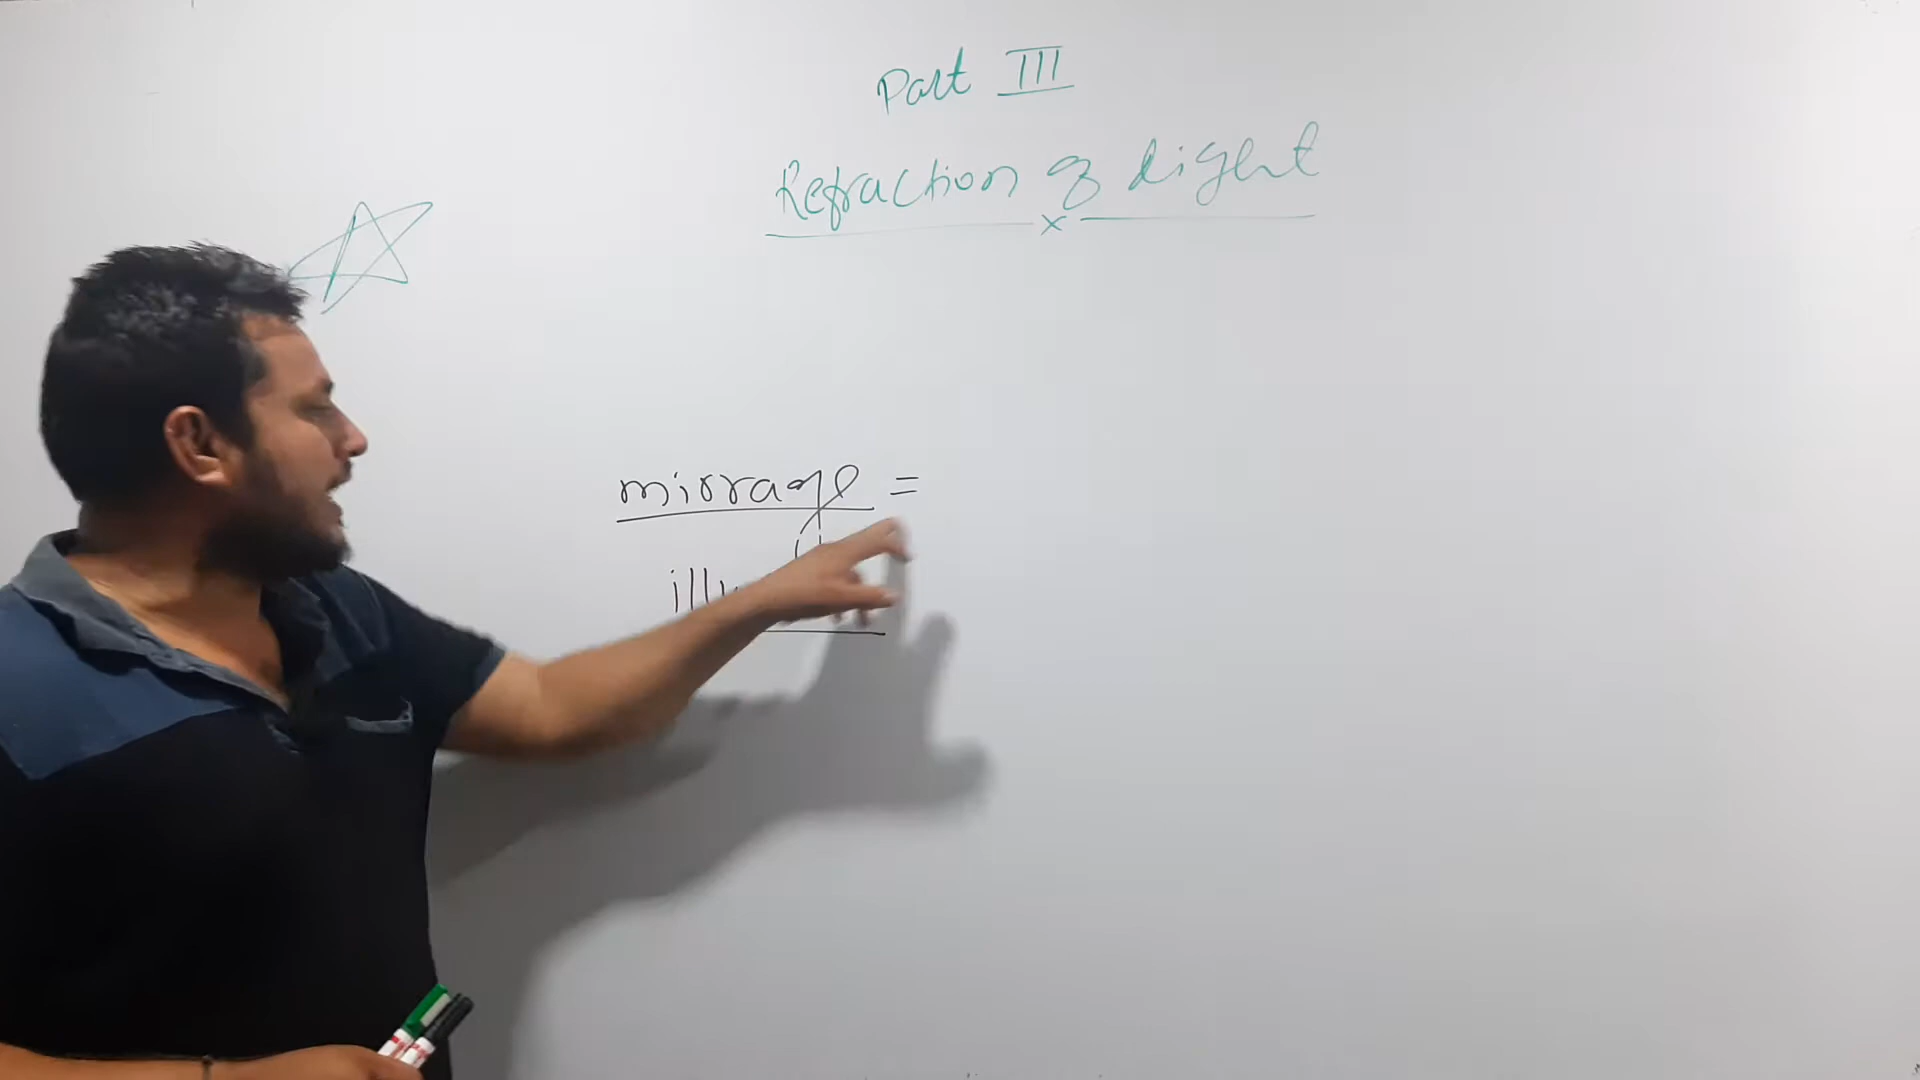 Part III
Refraction of Light
mirrage =